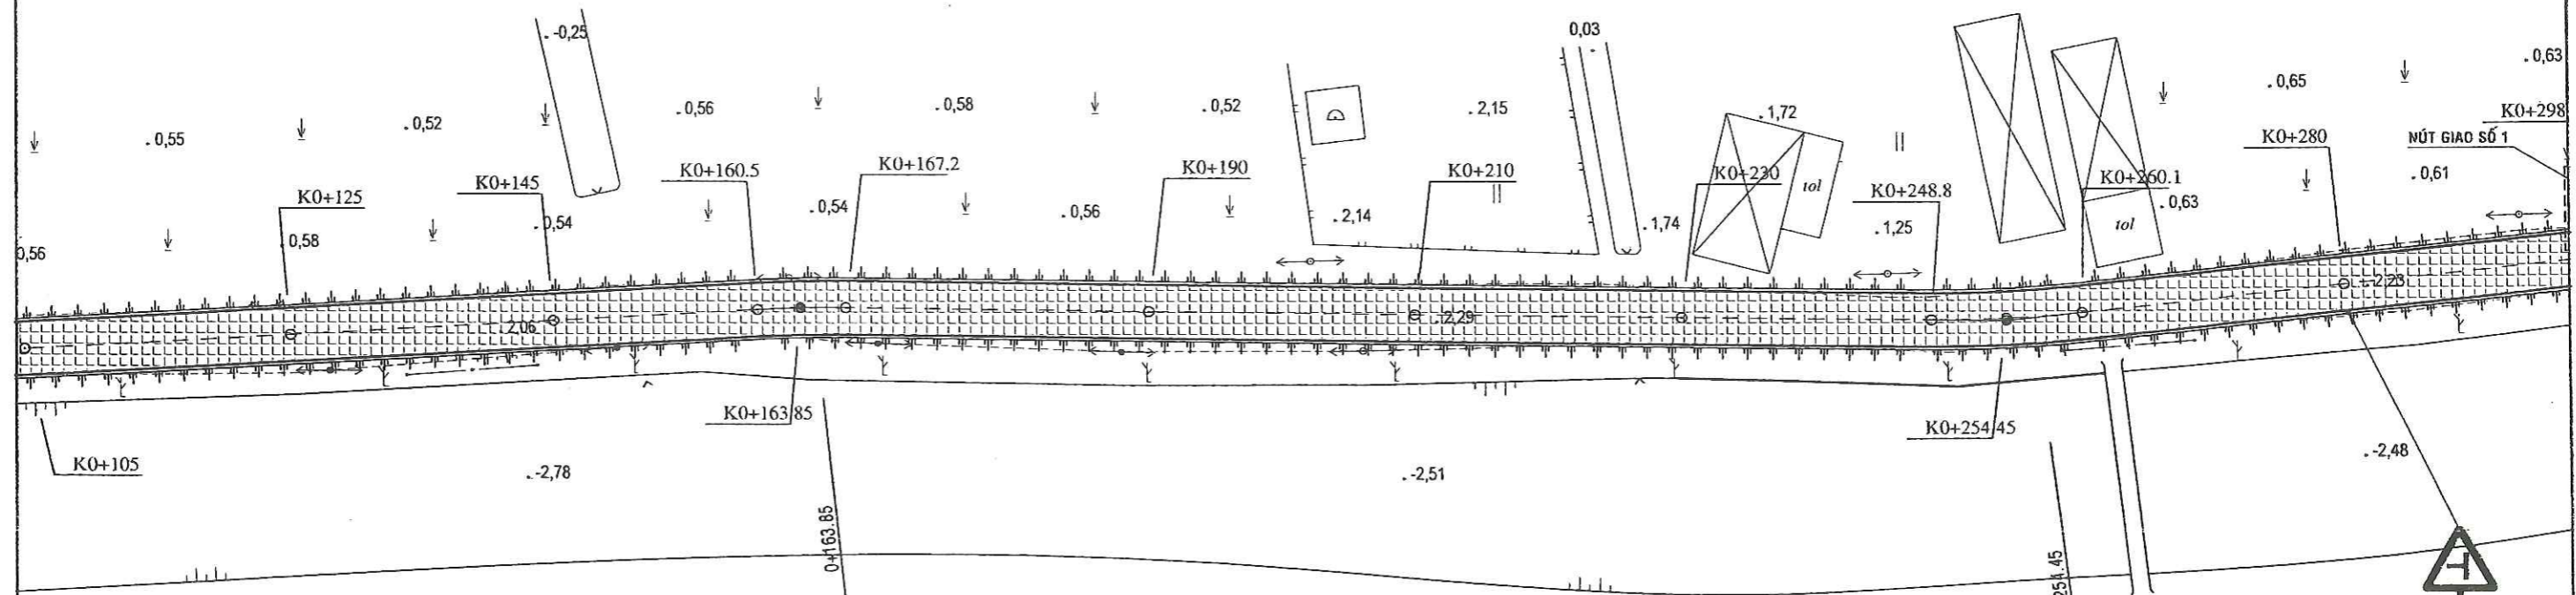 . -0,25
0,03
. 0,63
. 0,65
. 0,56
. 0,58
. 0,52
. 2,15
. 1,72
K0+298
. 0,55
. 0,52
K0+280
NÚT GIAO SỐ 1
K0+160.5
K0+167.2
K0+190
K0+210
K0+230
tol
K0+248.8
K0+260.1
. 0,61
K0+125
K0+145
. 0,54
. 0,56
. 2,14
. 1,74
. 1,25
. 0,63
tol
0,56
0,58
. 0,54
2,06
. 2,29
2,23
K0+163.85
K0+254.45
K0+105
. -2,78
. -2,51
. -2,48
0+163.85
254.45